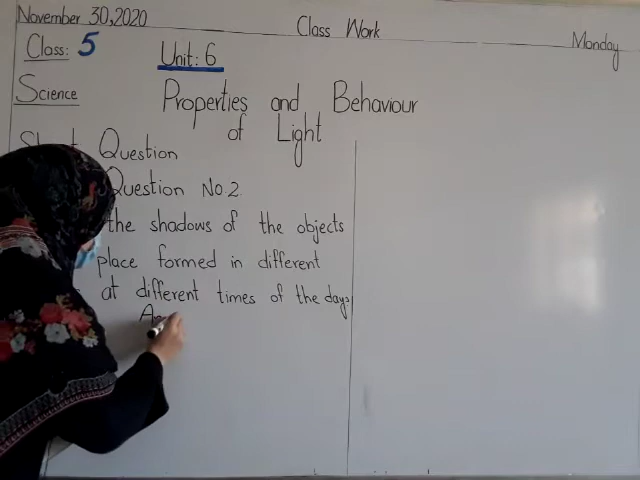 November 30,2020
Class Work
Monday
Class: 5
Unit: 6
Science
Properties and Behaviour
of Light
Question
Question No.2
the shadows of the objects
place formed in different
at different times of the day?